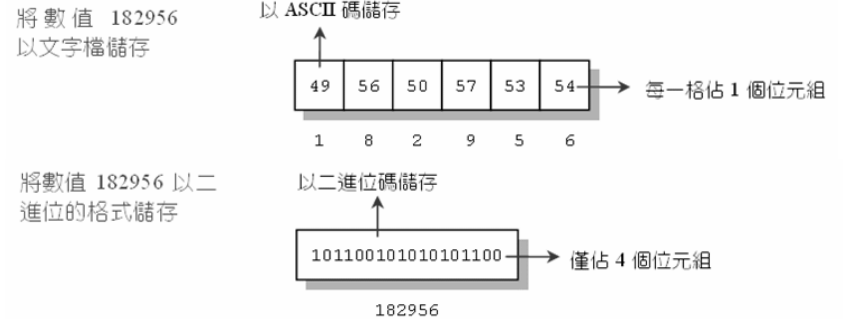 將數值 182956
以文字檔儲存
以 ASCII 碼儲存
49 56 50 57 53 54
每一格佔 1 個位元組
1 8 2 9 5 6
將數值 182956 以二
進位的格式儲存
以二進位碼儲存
101100101010101100
僅佔 4 個位元組
182956